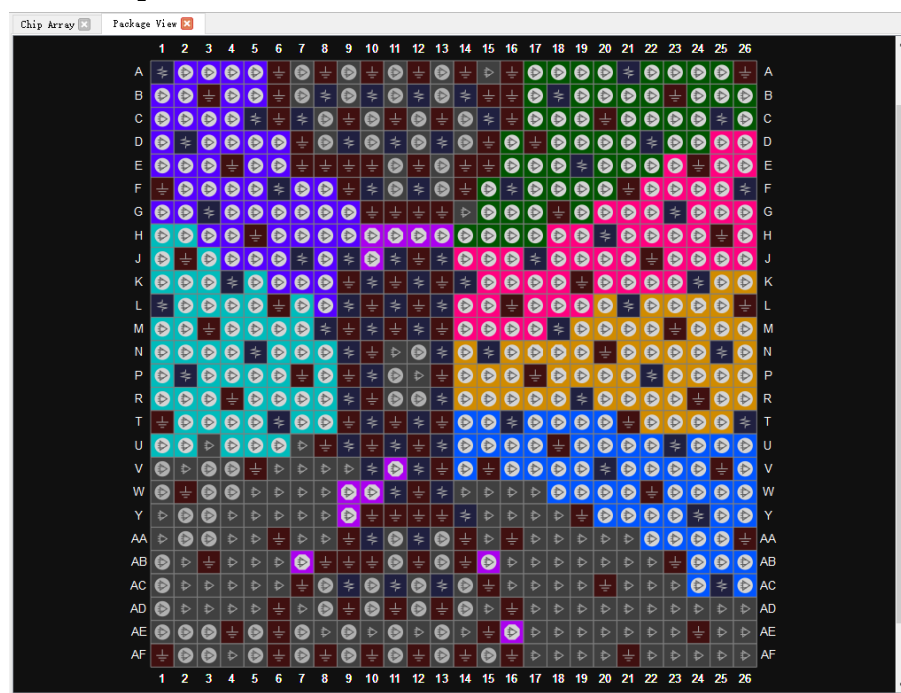 Chip Array Package View
1 2 3 4 5 6 7 8 9 10 11 12 13 14 15 16 17 18 19 20 21 22 23 24 25 26
A A
B B
C C
D D
E E
F F
G G
H H
J J
K K
L L
M M
N N
P P
R R
T T
U U
V V
W W
Y Y
AA AA
AB AB
AC AC
AD AD
AE AE
AF AF
1 2 3 4 5 6 7 8 9 10 11 12 13 14 15 16 17 18 19 20 21 22 23 24 25 26